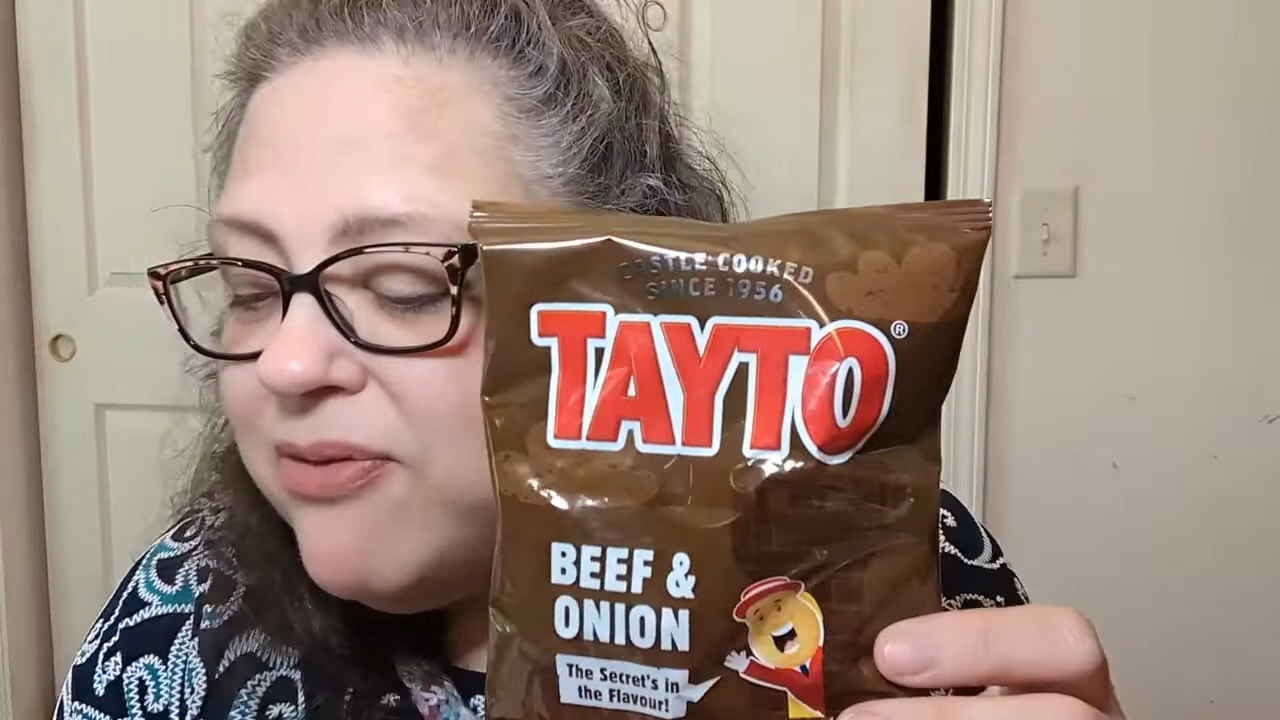 CASTLE COOKED
SINCE 1956
TAYTO®
BEEF &
ONION
The Secret's in
the Flavour!